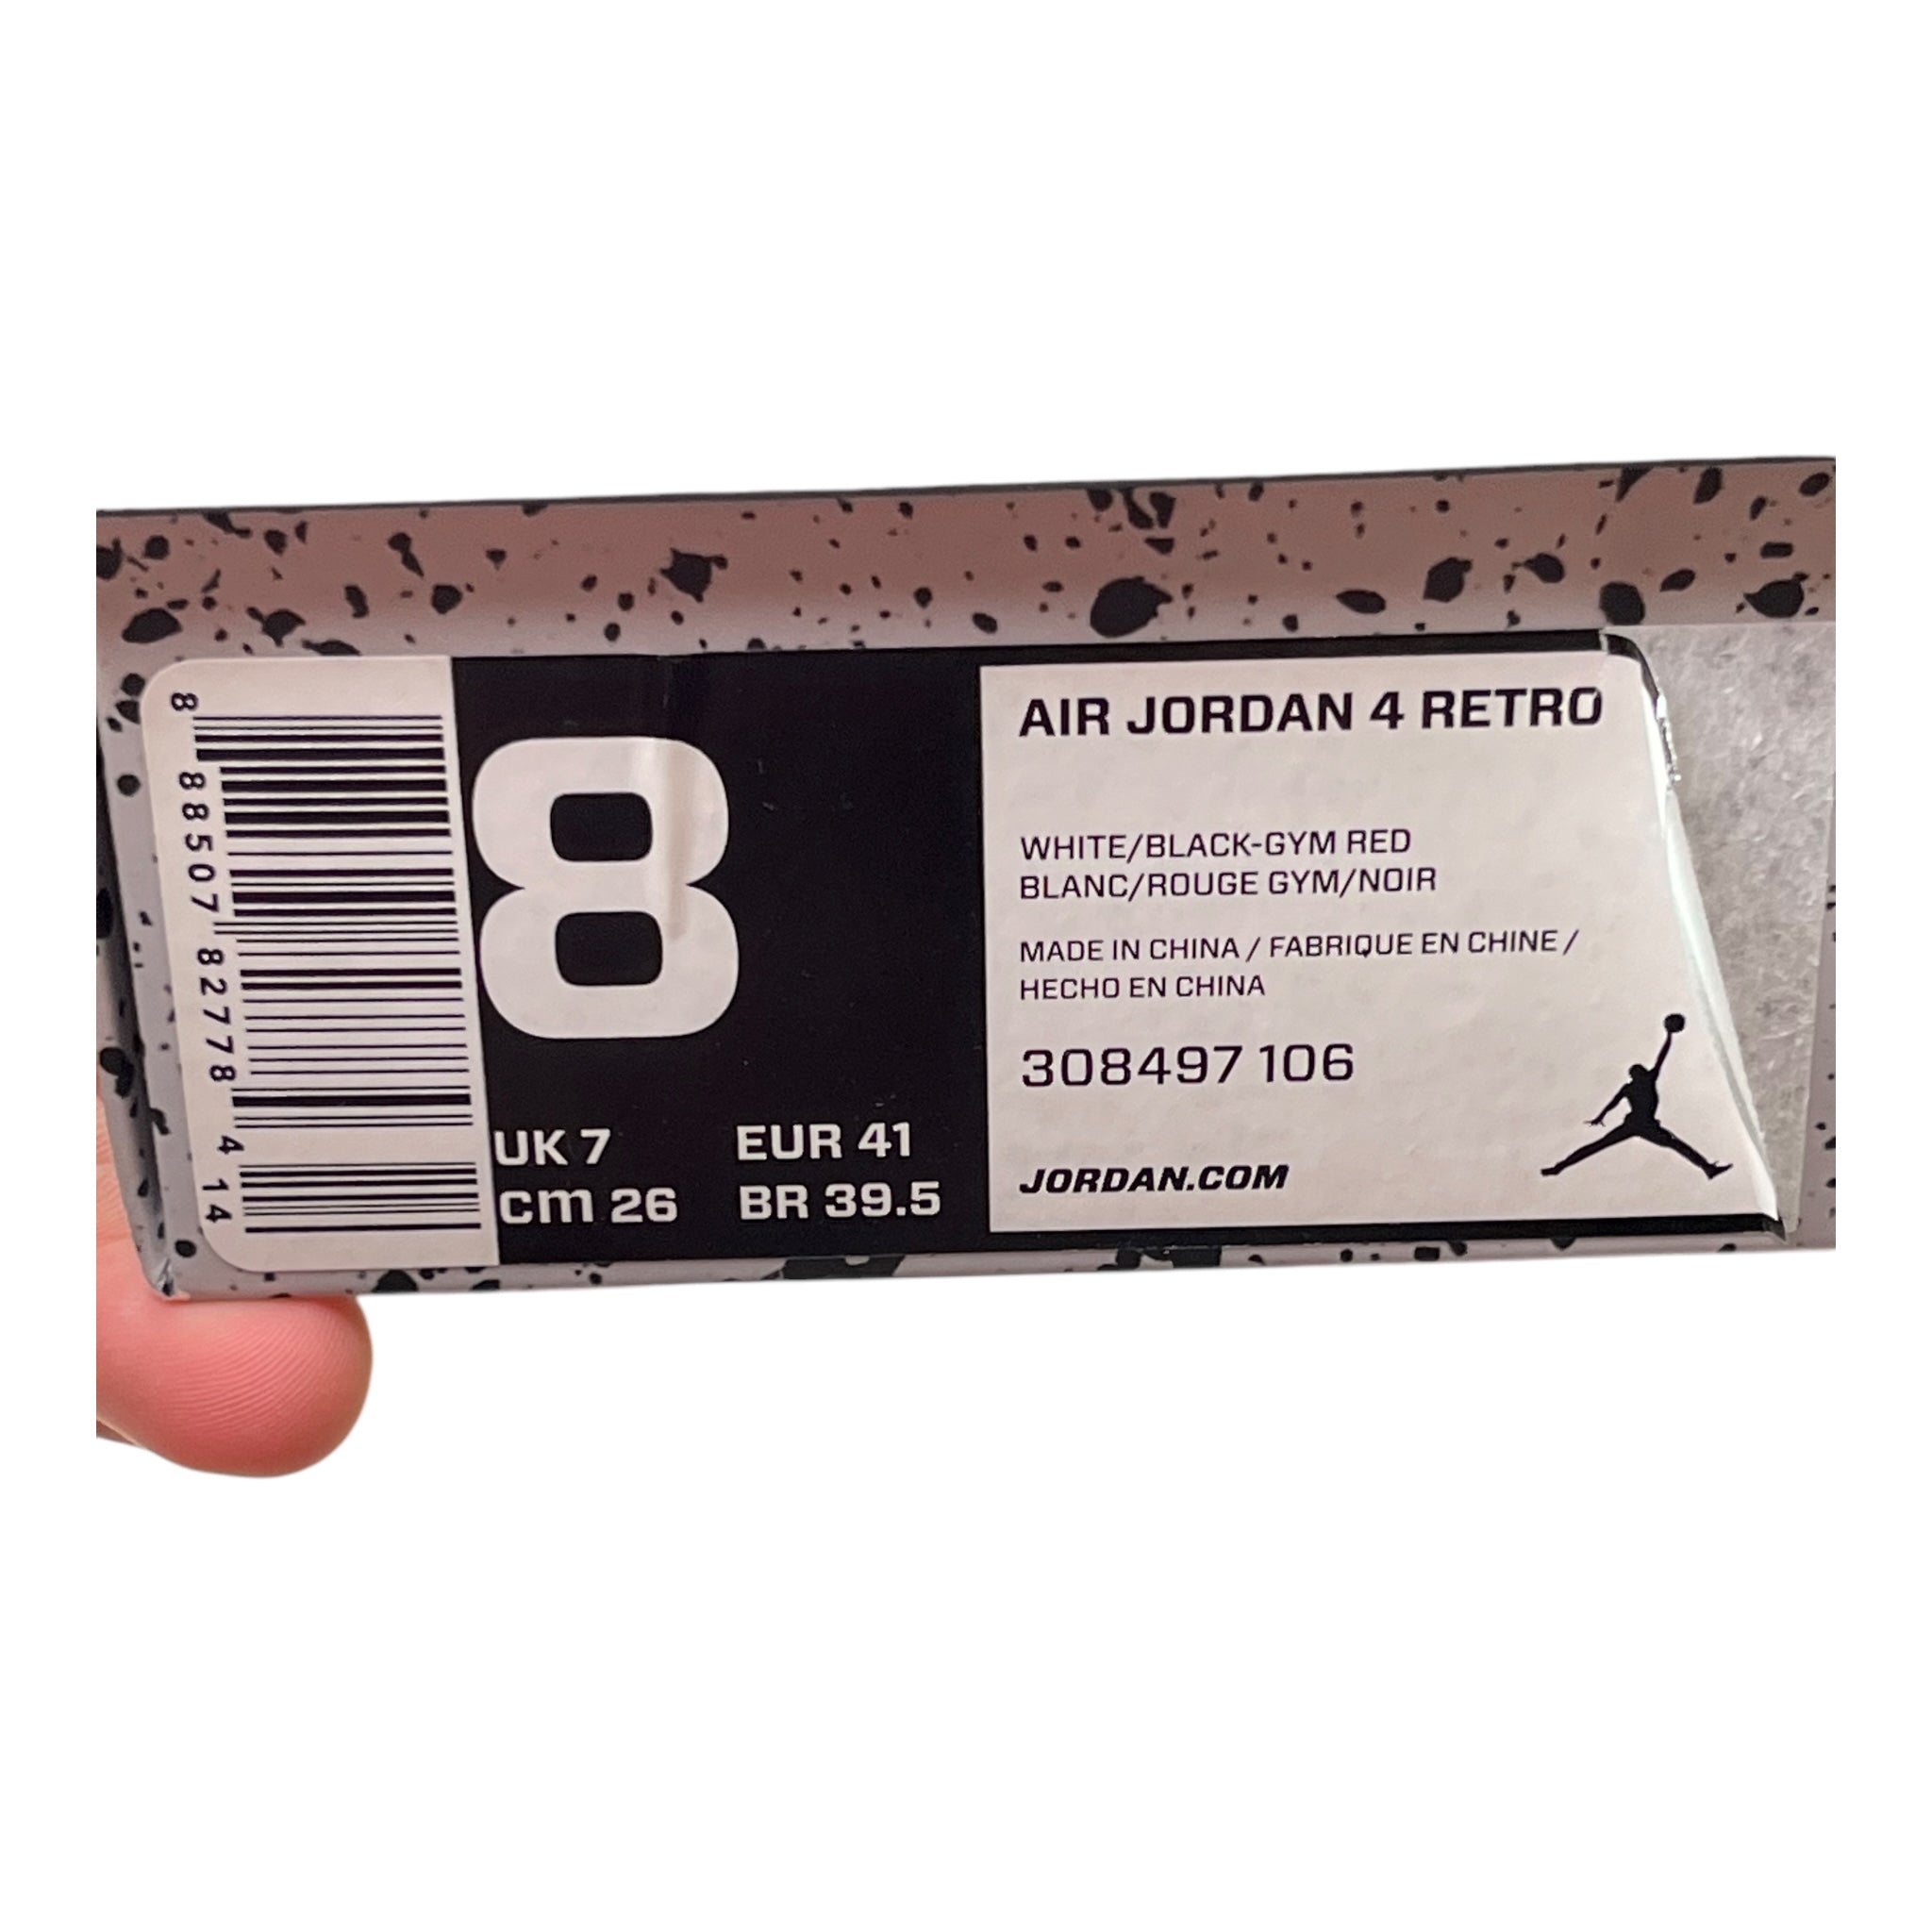 8 88507 82778 4 14
8
UK 7 EUR 41
cm 26 BR 39.5
AIR JORDAN 4 RETRO
WHITE/BLACK-GYM RED
BLANC/ROUGE GYM/NOIR
MADE IN CHINA / FABRIQUE EN CHINE /
HECHO EN CHINA
308497 106
JORDAN.COM